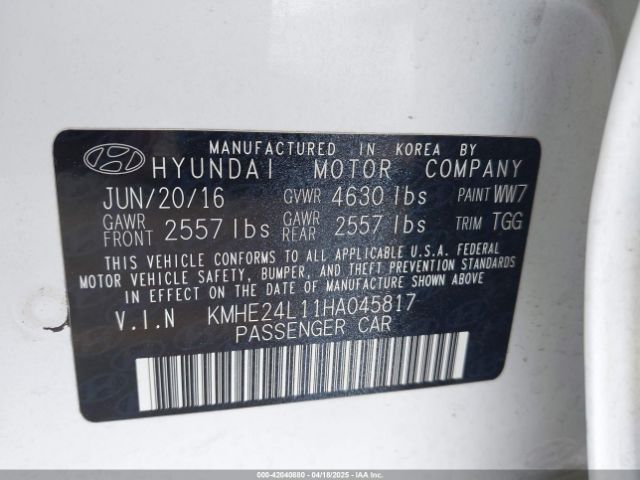 MANUFACTURED IN KOREA BY
HYUNDAI MOTOR COMPANY
JUN/20/16 GVWR 4630 lbs PAINT WW7
GAWR FRONT 2557 lbs GAWR REAR 2557 lbs TRIM TGG
THIS VEHICLE CONFORMS TO ALL APPLICABLE U.S.A. FEDERAL
MOTOR VEHICLE SAFETY, BUMPER, AND THEFT PREVENTION STANDARDS
IN EFFECT ON THE DATE OF MANUFACTURE SHOWN ABOVE.
V.I.N KMHE24L11HA045817
PASSENGER CAR
000-42040880 - 04/18/2025 - IAAI.COM